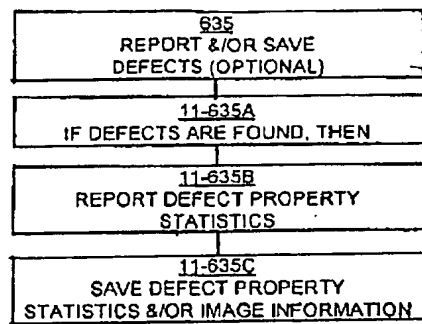 635
REPORT &/OR SAVE
DEFECTS (OPTIONAL)
11-635A
IF DEFECTS ARE FOUND, THEN
11-635B
REPORT DEFECT PROPERTY
STATISTICS
11-635C
SAVE DEFECT PROPERTY
STATISTICS &/OR IMAGE INFORMATION